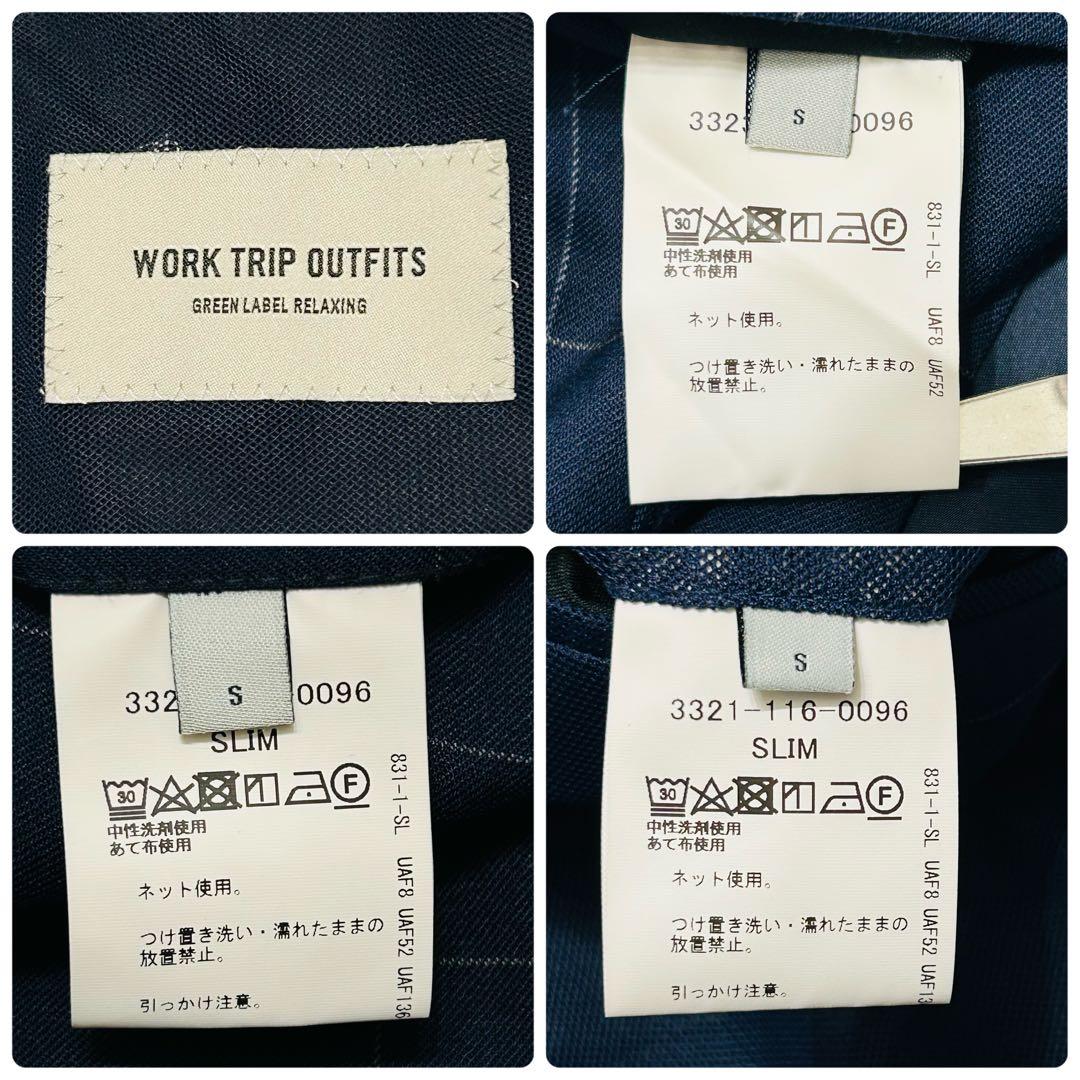 WORK TRIP OUTFITS
GREEN LABEL RELAXING
S
332 0096
30 F
中性洗剤使用
あて布使用
ネット使用。
つけ置き洗い・濡れたままの
放置禁止。
831-1-SL UAF8 UAF52
S
332 0096
SLIM
30 F
中性洗剤使用
あて布使用
ネット使用。
つけ置き洗い・濡れたままの
放置禁止。
引っかけ注意。
831-1-SL UAF8 UAF52 UAF136
S
3321-116-0096
SLIM
30 F
中性洗剤使用
あて布使用
ネット使用。
つけ置き洗い・濡れたままの
放置禁止。
引っかけ注意。
831-1-SL UAF8 UAF52 UAF13